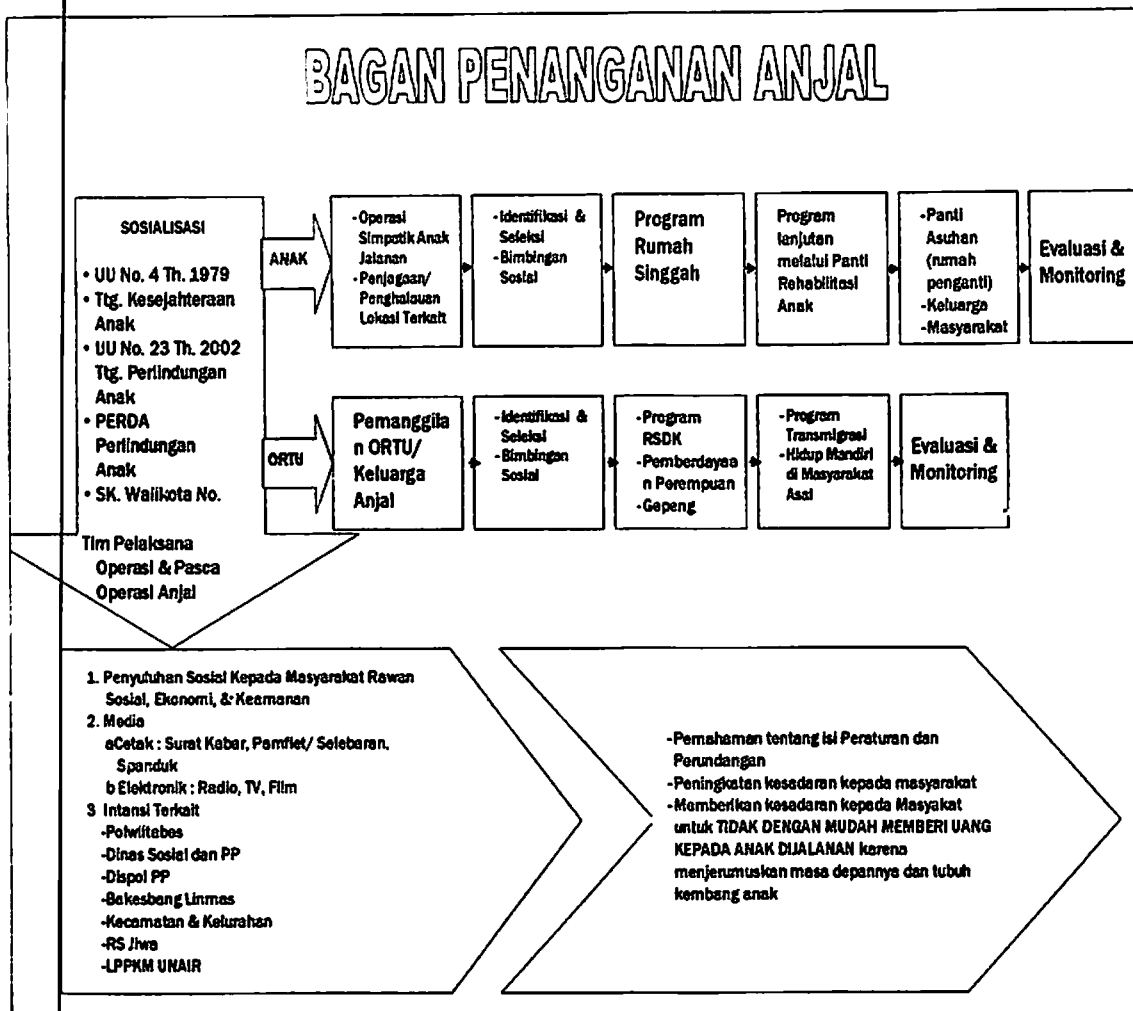 BAGAN PENANGANAN ANJAL
SOSIALISASI
• UU No. 4 Th. 1979
• Ttg. Kesejahteraan
Anak
• UU No. 23 Th. 2002
Ttg. Perlindungan
Anak
• PERDA
Perlindungan
Anak
• SK. Walikota No.
Tim Pelaksana
Operasi & Pasca
Operasi Anjal
ANAK
-Operasi
Simpatik Anak
Jalanan
-Penjagaan/
Penghalauan
Lokasi Terkait
-Identifikasi &
Seleksi
-Bimbingan
Sosial
Program
Rumah
Singgah
Program
lanjutan
melalui Panti
Rehabilitasi
Anak
-Panti
Asuhan
(rumah
penganti)
-Keluarga
-Masyarakat
Evaluasi &
Monitoring
ORTU
Pemanggila
n ORTU/
Keluarga
Anjal
-Identifikasi &
Seleksi
-Bimbingan
Sosial
-Program
RSDK
-Pemberdayaa
n Perempuan
-Gepeng
-Program
Transmigrasi
-Hidup Mandiri
di Masyarakat
Asal
Evaluasi &
Monitoring
1. Penyuluhan Sosial Kepada Masyarakat Rawan
Sosial, Ekonomi, & Keamanan
2. Media
aCetak : Surat Kabar, Pamflet/ Selebaran,
Spanduk
b Elektronik : Radio, TV, Film
3 Intansi Terkait
-Polwiltabes
-Dinas Sosial dan PP
-Dispol PP
-Bakesbang Linmas
-Kecamatan & Kelurahan
-RS Jiwa
-LPPKM UNAIR
-Pemahaman tentang isi Peraturan dan
Perundangan
-Peningkatan kesadaran kepada masyarakat
-Memberikan kesadaran kepada Masyakat
untuk TIDAK DENGAN MUDAH MEMBERI UANG
KEPADA ANAK DIJALANAN karena
menjerumuskan masa depannya dan tubuh
kembang anak